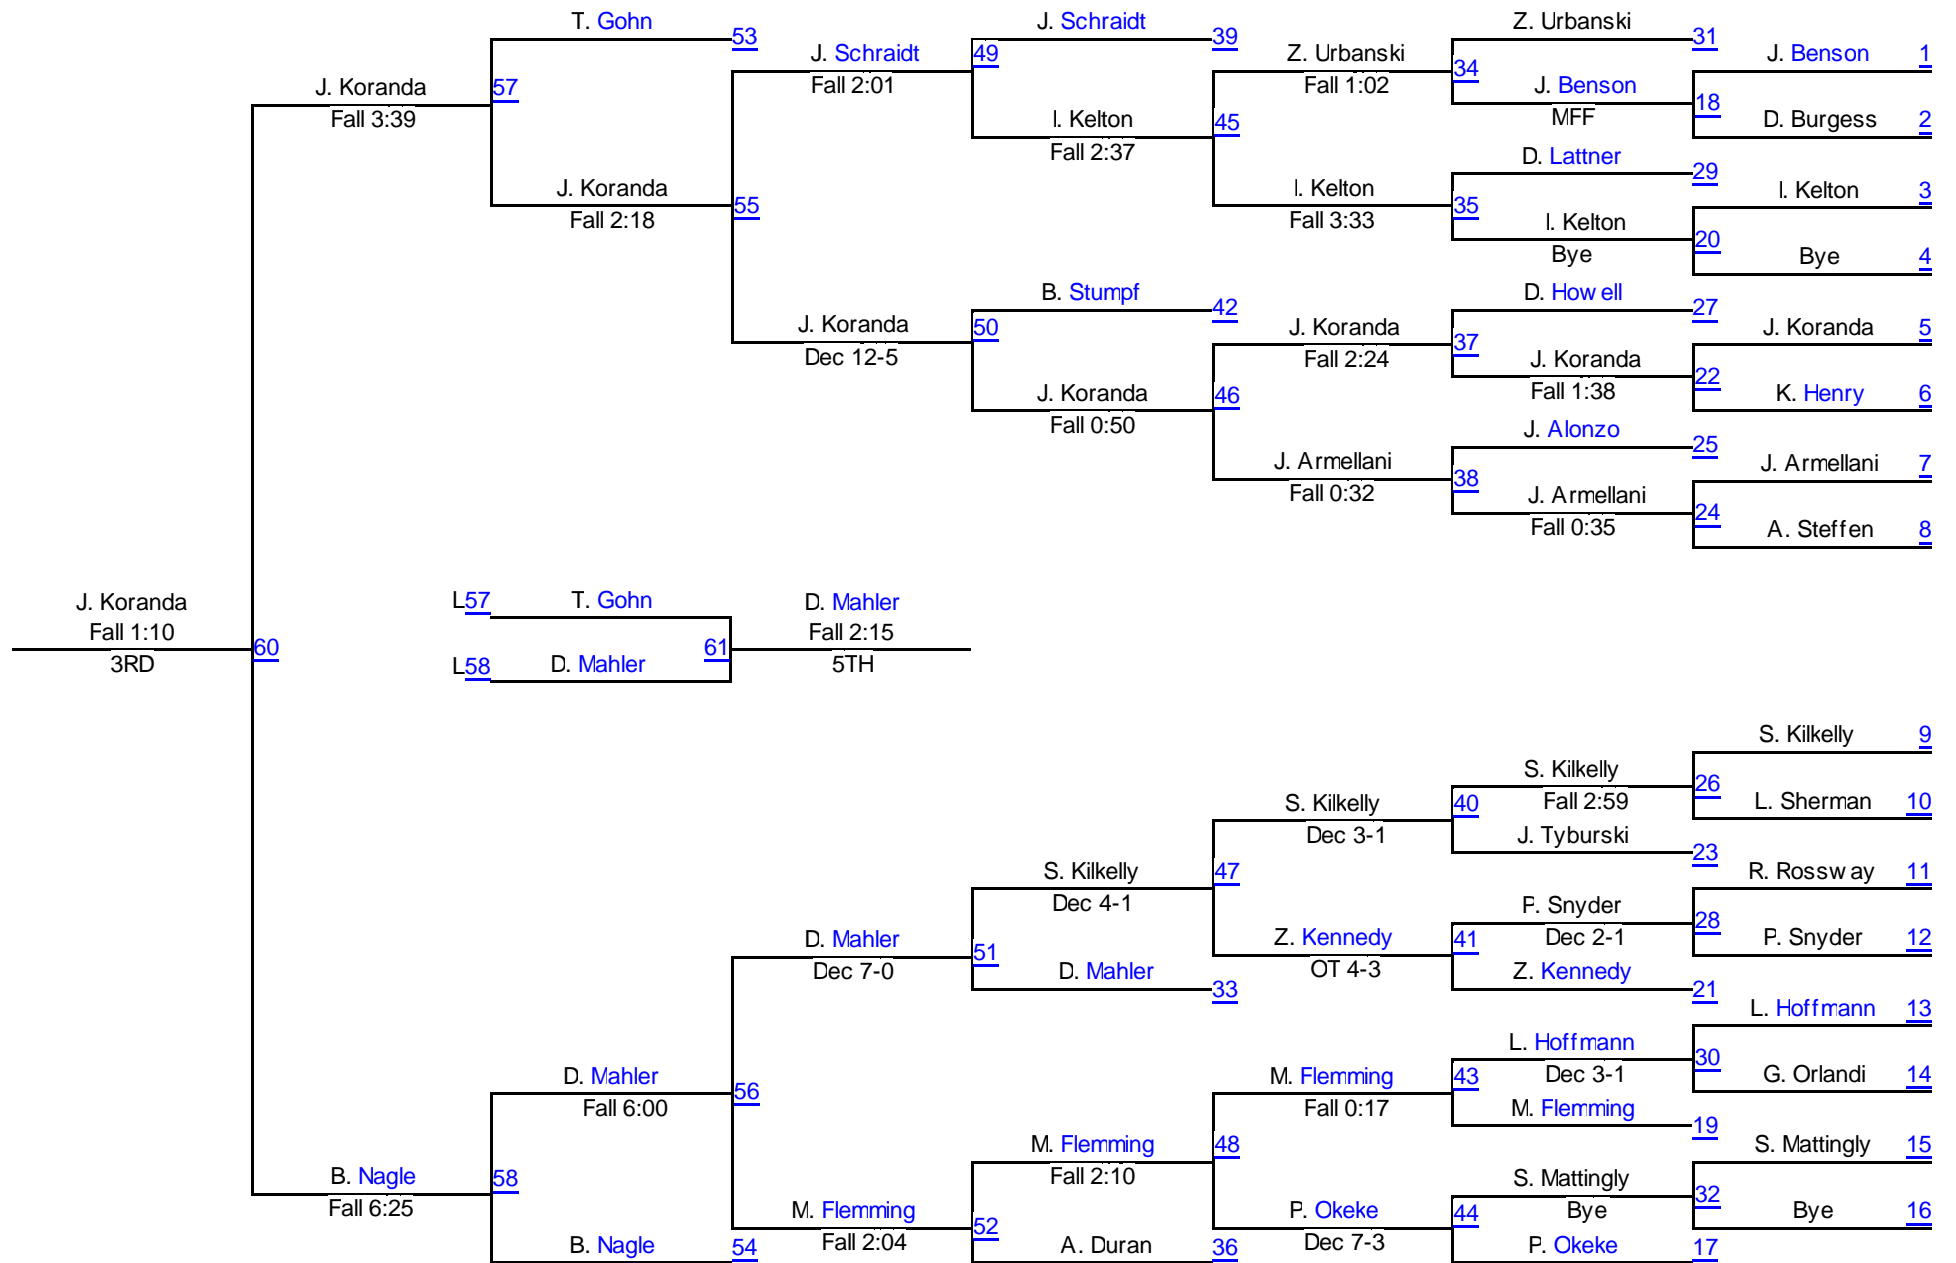 T. Gohn
53
J. Schraidt
39
Z. Urbanski
31
J. Schraidt
Fall 2:01
49
Z. Urbanski
Fall 1:02
34
J. Benson
1
J. Koranda
Fall 3:39
57
J. Benson
MFF
18
I. Kelton
Fall 2:37
45
D. Burgess
2
D. Lattner
29
J. Koranda
Fall 2:18
55
I. Kelton
Fall 3:33
35
I. Kelton
3
I. Kelton
Bye
20
Bye
4
B. Stumpf
42
D. Howell
27
J. Koranda
Dec 12-5
50
J. Koranda
Fall 2:24
37
J. Koranda
5
J. Koranda
Fall 1:38
22
J. Koranda
Fall 0:50
46
K. Henry
6
J. Alonzo
25
J. Armellani
Fall 0:32
38
J. Armellani
7
J. Armellani
Fall 0:35
24
A. Steffen
8
J. Koranda
Fall 1:10
3RD
60
L57
T. Gohn
D. Mahler
Fall 2:15
5TH
61
L58
D. Mahler
S. Kilkelly
9
S. Kilkelly
Fall 2:59
26
S. Kilkelly
Dec 3-1
40
L. Sherman
10
J. Tyburski
23
S. Kilkelly
Dec 4-1
47
R. Rossway
11
P. Snyder
Dec 2-1
28
D. Mahler
Dec 7-0
51
Z. Kennedy
OT 4-3
41
P. Snyder
12
D. Mahler
33
Z. Kennedy
21
L. Hoffmann
13
L. Hoffmann
Dec 3-1
30
D. Mahler
Fall 6:00
56
M. Flemming
Fall 0:17
43
G. Orlandi
14
M. Flemming
19
M. Flemming
Fall 2:10
48
S. Mattingly
15
B. Nagle
Fall 6:25
58
S. Mattingly
Bye
32
M. Flemming
Fall 2:04
52
P. Okeke
Dec 7-3
44
Bye
16
B. Nagle
54
A. Duran
36
P. Okeke
17